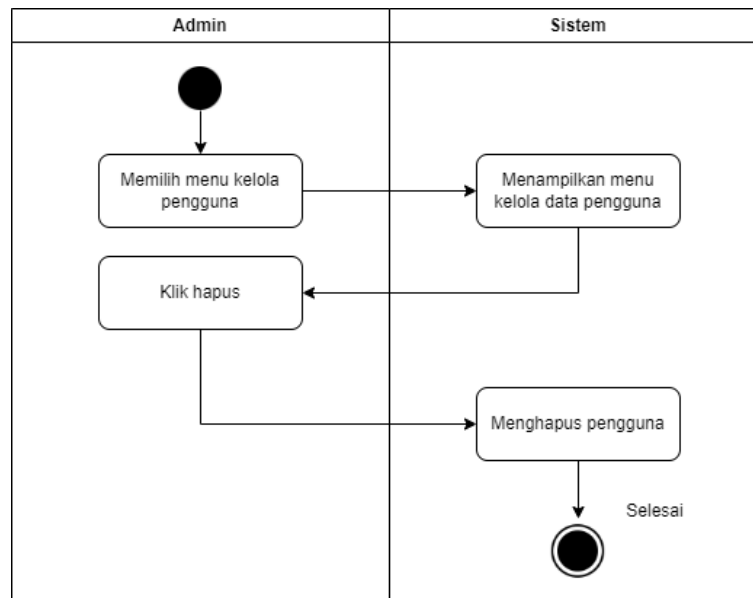 Admin
Sistem
Memilih menu kelola
pengguna
Menampilkan menu
kelola data pengguna
Klik hapus
Menghapus pengguna
Selesai